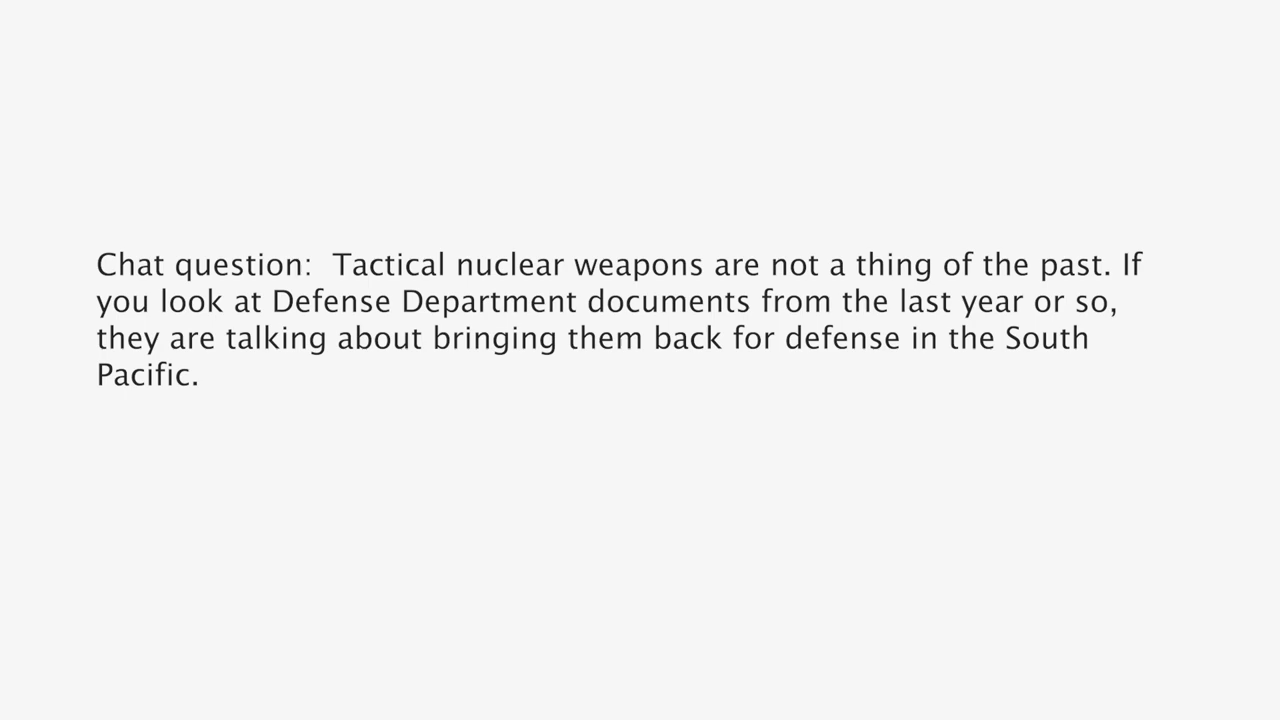 Chat question:  Tactical nuclear weapons are not a thing of the past. If
you look at Defense Department documents from the last year or so,
they are talking about bringing them back for defense in the South
Pacific.